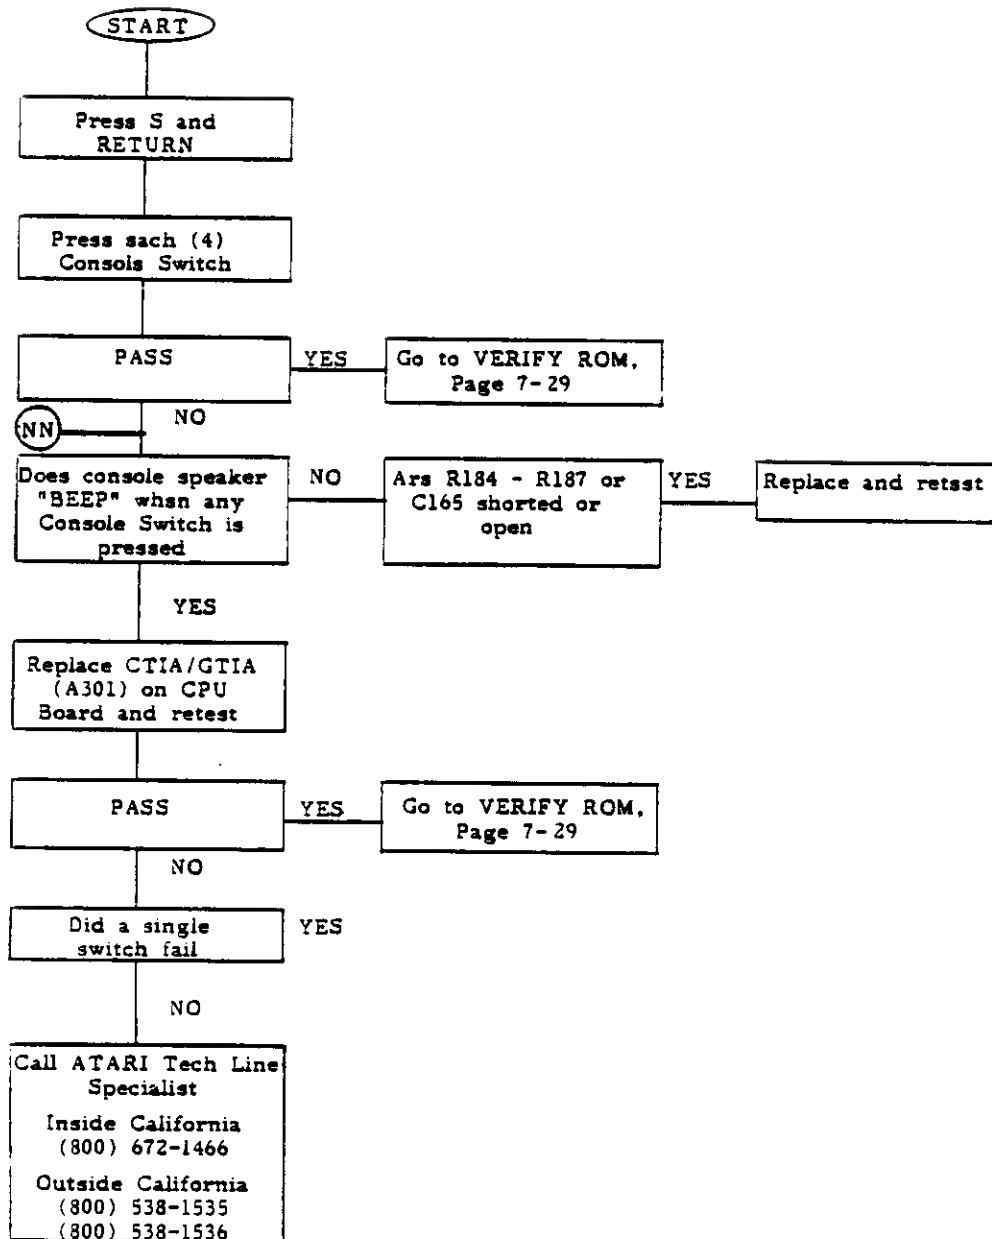 START
Press S and
RETURN
Press sach (4)
Consols Switch
PASS
YES
Go to VERIFY ROM,
Page 7-29
NO
NN
Does console speaker
"BEEP" whsn any
Console Switch is
pressed
NO
Ars R184 - R187 or
C165 shorted or
open
YES
Replace and retsst
YES
Replace CTIA/GTIA
(A301) on CPU
Board and retest
PASS
YES
Go to VERIFY ROM,
Page 7-29
NO
Did a single
switch fail
YES
NO
Call ATARI Tech Line
Specialist
Inside California
(800) 672-1466
Outside California
(800) 538-1535
(800) 538-1536